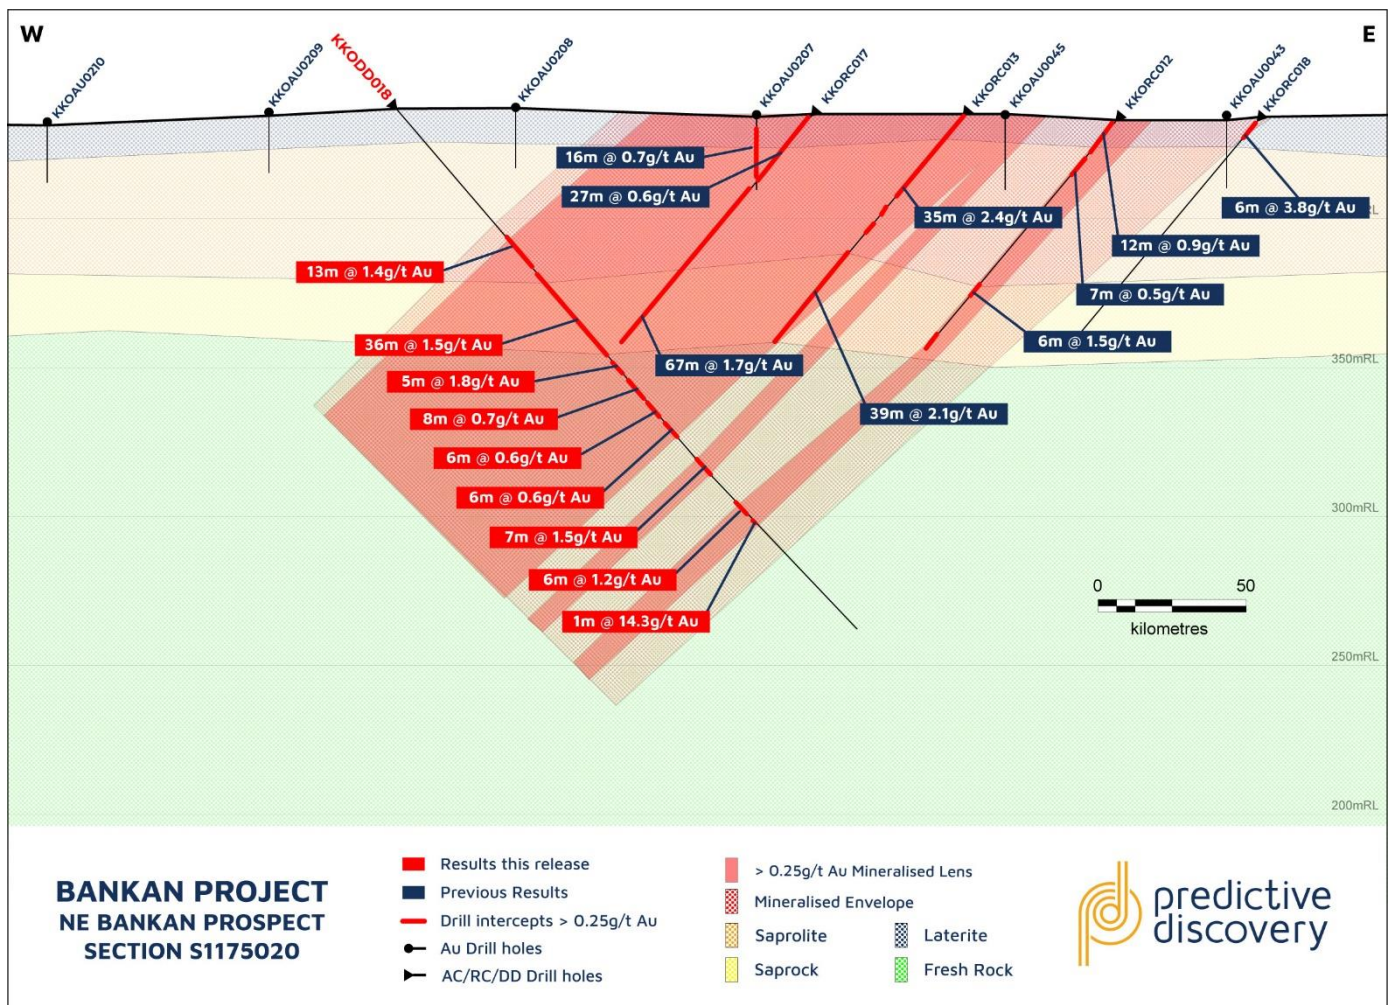 W
E
KKOAU0210
KKOAU0209
KKODD018
KKOAU0208
KKOAU0207
KKORC017
KKORC013
KKOAU0045
KKORC012
KKOAU0043
KKORC018
16m @ 0.7g/t Au
27m @ 0.6g/t Au
35m @ 2.4g/t Au
6m @ 3.8g/t Au
12m @ 0.9g/t Au
13m @ 1.4g/t Au
7m @ 0.5g/t Au
36m @ 1.5g/t Au
6m @ 1.5g/t Au
350mRL
67m @ 1.7g/t Au
5m @ 1.8g/t Au
8m @ 0.7g/t Au
39m @ 2.1g/t Au
6m @ 0.6g/t Au
6m @ 0.6g/t Au
300mRL
7m @ 1.5g/t Au
6m @ 1.2g/t Au
0 50
kilometres
1m @ 14.3g/t Au
250mRL
200mRL
BANKAN PROJECT
NE BANKAN PROSPECT
SECTION S1175020
Results this release
Previous Results
Drill intercepts > 0.25g/t Au
Au Drill holes
AC/RC/DD Drill holes
> 0.25g/t Au Mineralised Lens
Mineralised Envelope
Saprolite
Laterite
Saprock
Fresh Rock
predictive
discovery